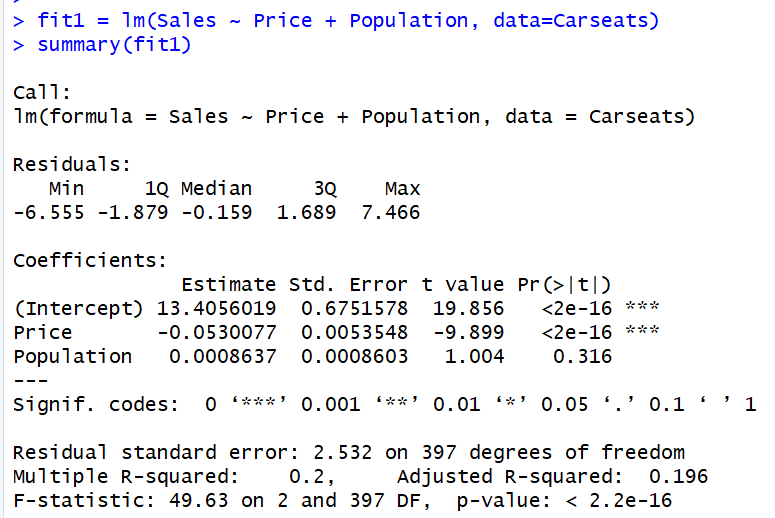 > fit1 = lm(Sales ~ Price + Population, data=Carseats)
> summary(fit1)
Call:
lm(formula = Sales ~ Price + Population, data = Carseats)
Residuals:
   Min     1Q Median     3Q    Max
-6.555 -1.879 -0.159  1.689  7.466
Coefficients:
              Estimate Std. Error t value Pr(>|t|)
(Intercept) 13.4056019  0.6751578  19.856   <2e-16 ***
Price       -0.0530077  0.0053548  -9.899   <2e-16 ***
Population   0.0008637  0.0008603   1.004    0.316
---
Signif. codes:  0 ‘***’ 0.001 ‘**’ 0.01 ‘*’ 0.05 ‘.’ 0.1 ‘ ’ 1
Residual standard error: 2.532 on 397 degrees of freedom
Multiple R-squared:    0.2,     Adjusted R-squared:  0.196
F-statistic: 49.63 on 2 and 397 DF,  p-value: < 2.2e-16